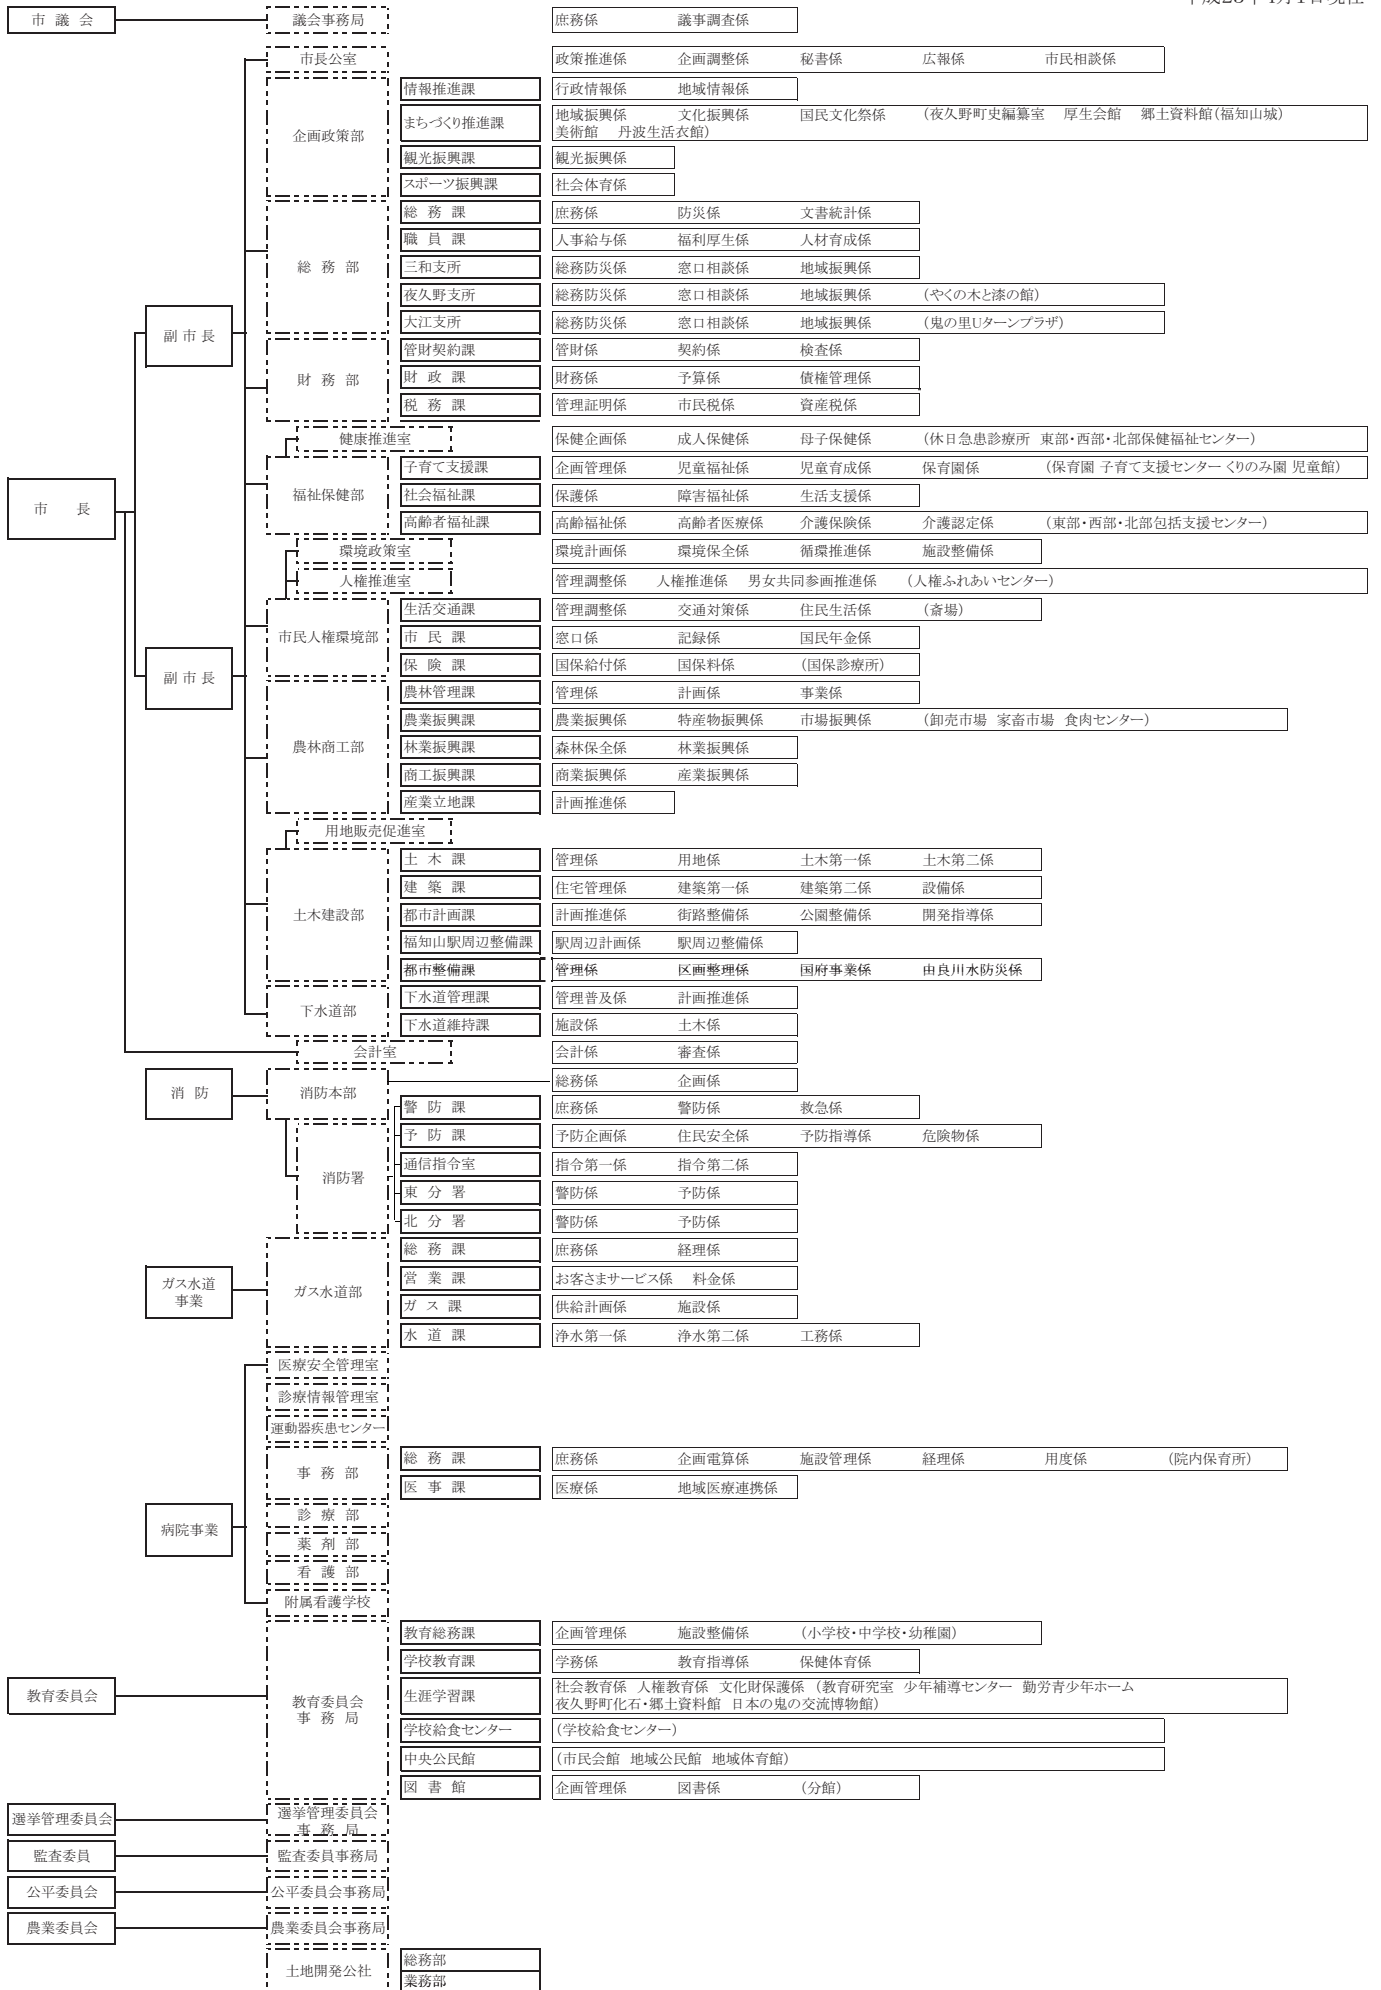 市 議 会　議会事務局　庶務係　議事調査係
市長公室　政策推進係　企画調整係　秘書係　広報係　市民相談係
情報推進課　行政情報係　地域情報係
企画政策部　まちづくり推進課　地域振興係　文化振興係　国民文化祭係　（夜久野町史編纂室　厚生会館　郷土資料館（福知山城）
美術館　丹波生活衣館）
観光振興課　観光振興係
スポーツ振興課　社会体育係
総 務 課　庶務係　防災係　文書統計係
職 員 課　人事給与係　福利厚生係　人材育成係
総 務 部　三和支所　総務防災係　窓口相談係　地域振興係
夜久野支所　総務防災係　窓口相談係　地域振興係　（やくの木と漆の館）
大江支所　総務防災係　窓口相談係　地域振興係　（鬼の里Uターンプラザ）
副 市 長
管財契約課　管財係　契約係　検査係
財 務 部　財 政 課　財務係　予算係　債権管理係
税 務 課　管理証明係　市民税係　資産税係
健康推進室　保健企画係　成人保健係　母子保健係　（休日急患診療所　東部・西部・北部保健福祉センター）
子育て支援課　企画管理係　児童福祉係　児童育成係　保育園係　（保育園 子育て支援センター くりのみ園 児童館）
福祉保健部　社会福祉課　保護係　障害福祉係　生活支援係
市　長
高齢者福祉課　高齢福祉係　高齢者医療係　介護保険係　介護認定係　（東部・西部・北部包括支援センター）
環境政策室　環境計画係　環境保全係　循環推進係　施設整備係
人権推進室　管理調整係　人権推進係　男女共同参画推進係　（人権ふれあいセンター）
生活交通課　管理調整係　交通対策係　住民生活係　（斎場）
市民人権環境部　市 民 課　窓口係　記録係　国民年金係
保 険 課　国保給付係　国保料係　（国保診療所）
副 市 長
農林管理課　管理係　計画係　事業係
農業振興課　農業振興係　特産物振興係　市場振興係　（卸売市場　家畜市場　食肉センター）
農林商工部　林業振興課　森林保全係　林業振興係
商工振興課　商業振興係　産業振興係
産業立地課　計画推進係
用地販売促進室
土 木 課　管理係　用地係　土木第一係　土木第二係
建 築 課　住宅管理係　建築第一係　建築第二係　設備係
土木建設部　都市計画課　計画推進係　街路整備係　公園整備係　開発指導係
福知山駅周辺整備課　駅周辺計画係　駅周辺整備係
都市整備課　管理係　区画整理係　国府事業係　由良川水防災係
下水道部　下水道管理課　管理普及係　計画推進係
下水道維持課　施設係　土木係
会計室　会計係　審査係
消 防　消防本部　総務係　企画係
警 防 課　庶務係　警防係　救急係
予 防 課　予防企画係　住民安全係　予防指導係　危険物係
消防署　通信指令室　指令第一係　指令第二係
東 分 署　警防係　予防係
北 分 署　警防係　予防係
総 務 課　庶務係　経理係
ガス水道
事業
ガス水道部　営 業 課　お客さまサービス係　料金係
ガ ス 課　供給計画係　施設係
水 道 課　浄水第一係　浄水第二係　工務係
医療安全管理室
診療情報管理室
運動器疾患センター
事 務 部　総 務 課　庶務係　企画電算係　施設管理係　経理係　用度係　（院内保育所）
医 事 課　医療係　地域医療連携係
診 療 部
病院事業
薬 剤 部
看 護 部
附属看護学校
教育総務課　企画管理係　施設整備係　（小学校・中学校・幼稚園）
学校教育課　学務係　教育指導係　保健体育係
教育委員会　教育委員会
事 務 局
生涯学習課　社会教育係　人権教育係　文化財保護係　（教育研究室　少年補導センター　勤労青少年ホーム
夜久野町化石・郷土資料館　日本の鬼の交流博物館）
学校給食センター　（学校給食センター）
中央公民館　（市民会館　地域公民館　地域体育館）
図 書 館　企画管理係　図書係　（分館）
選挙管理委員会　選挙管理委員会
事 務 局
監査委員　監査委員事務局
公平委員会　公平委員会事務局
農業委員会　農業委員会事務局
土地開発公社　総務部
業務部